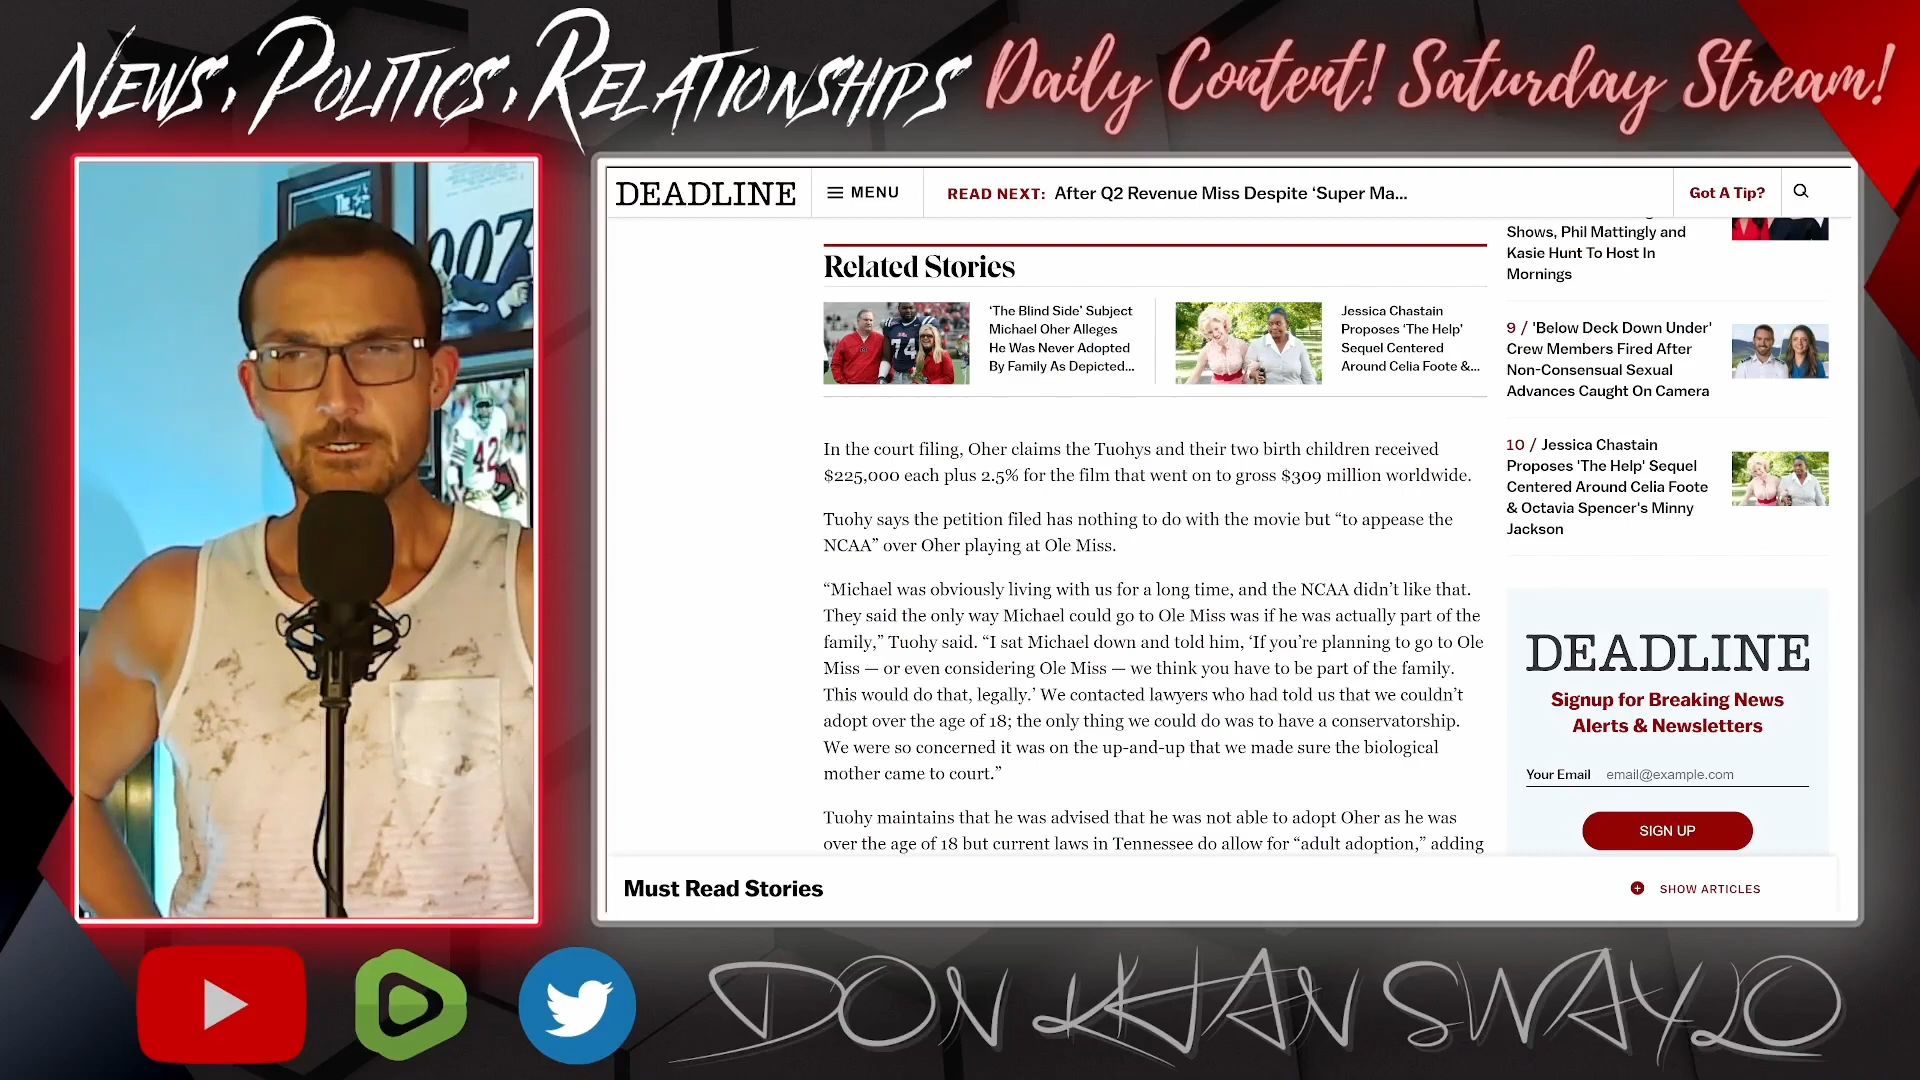 News, Politics, Relationships
Daily Content! Saturday Stream!
007
42
DEADLINE
MENU
READ NEXT: After Q2 Revenue Miss Despite ‘Super Ma...
Got A Tip?
Related Stories
‘The Blind Side’ Subject
Michael Oher Alleges
He Was Never Adopted
By Family As Depicted...
74
Jessica Chastain
Proposes ‘The Help’
Sequel Centered
Around Celia Foote &...
In the court filing, Oher claims the Tuohys and their two birth children received
$225,000 each plus 2.5% for the film that went on to gross $309 million worldwide.
Tuohy says the petition filed has nothing to do with the movie but “to appease the
NCAA” over Oher playing at Ole Miss.
“Michael was obviously living with us for a long time, and the NCAA didn’t like that.
They said the only way Michael could go to Ole Miss was if he was actually part of the
family,” Tuohy said. “I sat Michael down and told him, ‘If you’re planning to go to Ole
Miss — or even considering Ole Miss — we think you have to be part of the family.
This would do that, legally.’ We contacted lawyers who had told us that we couldn’t
adopt over the age of 18; the only thing we could do was to have a conservatorship.
We were so concerned it was on the up-and-up that we made sure the biological
mother came to court.”
Tuohy maintains that he was advised that he was not able to adopt Oher as he was
over the age of 18 but current laws in Tennessee do allow for “adult adoption,” adding
Shows, Phil Mattingly and
Kasie Hunt To Host In
Mornings
9 / 'Below Deck Down Under'
Crew Members Fired After
Non-Consensual Sexual
Advances Caught On Camera
10 / Jessica Chastain
Proposes 'The Help' Sequel
Centered Around Celia Foote
& Octavia Spencer's Minny
Jackson
DEADLINE
Signup for Breaking News
Alerts & Newsletters
Your Email email@example.com
SIGN UP
Must Read Stories
SHOW ARTICLES
DON KHAN SWAYLO